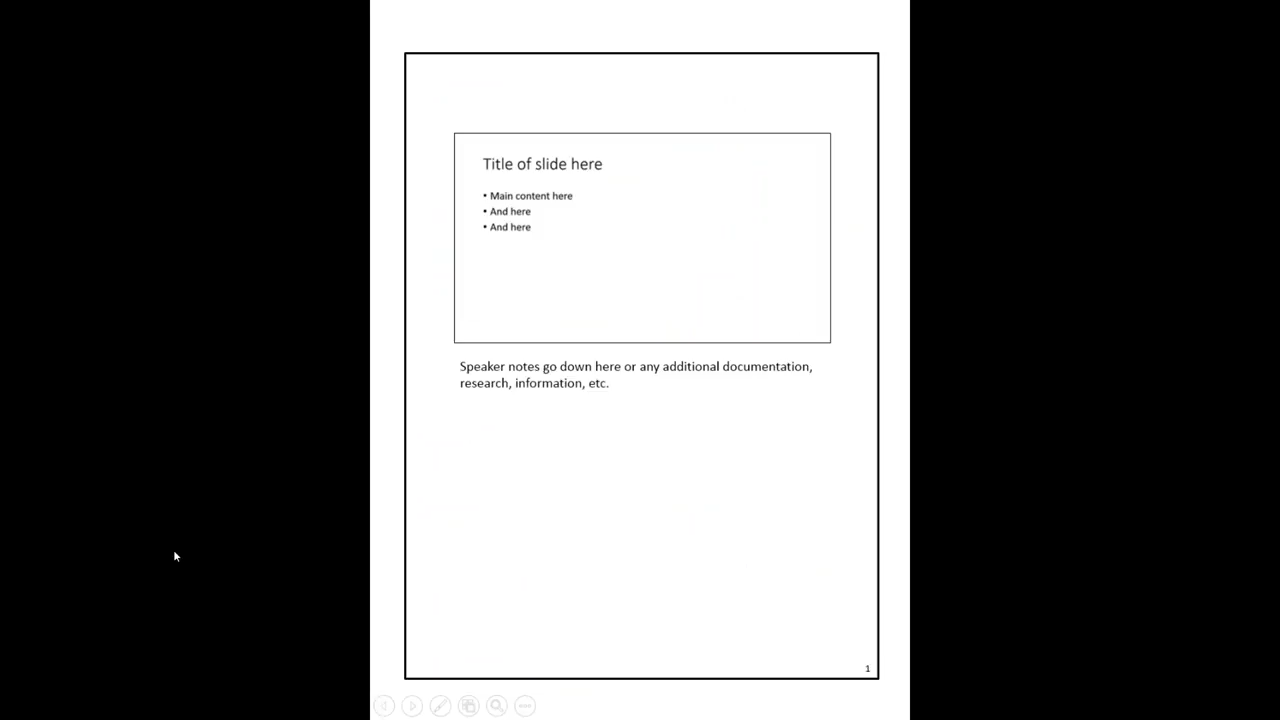 Title of slide here
• Main content here
• And here
• And here
Speaker notes go down here or any additional documentation,
research, information, etc.
1